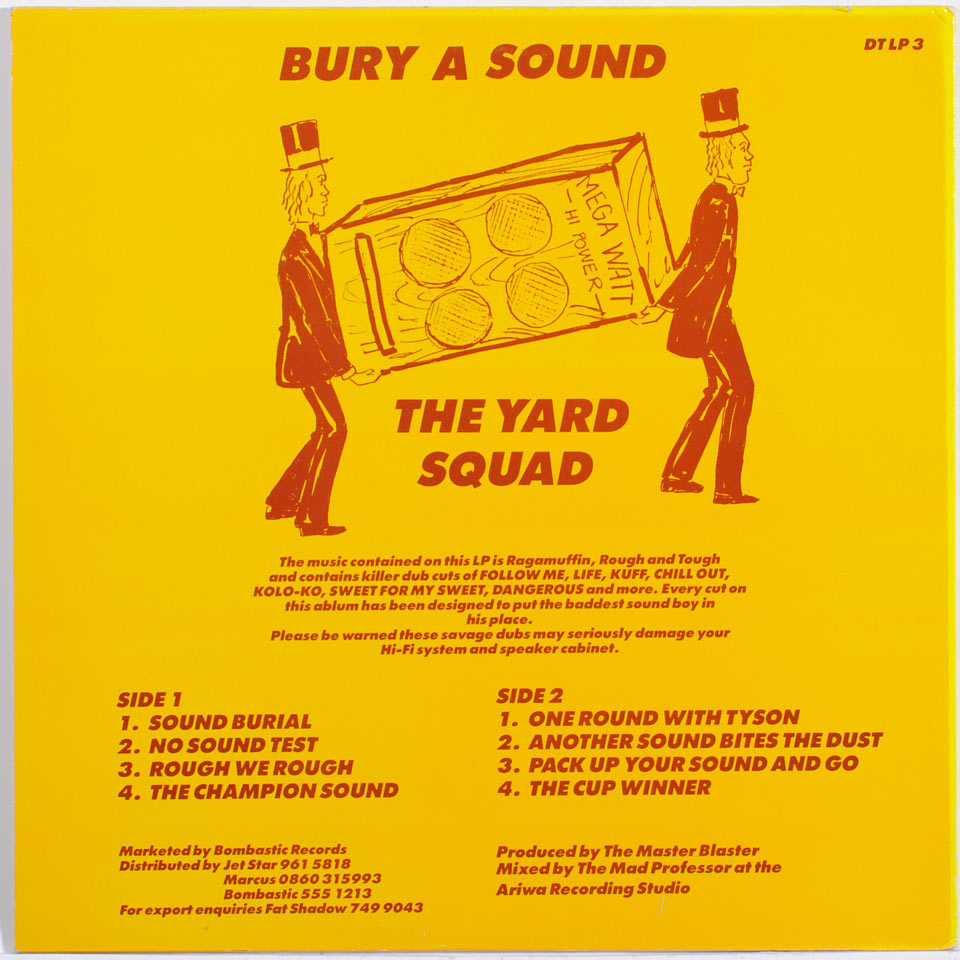 BURY A SOUND
DT LP 3
MEGA WATT
- HI POWER -
THE YARD
SQUAD
The music contained on this LP is Ragamuffin, Rough and Tough
and contains killer dub cuts of FOLLOW ME, LIFE, KUFF, CHILL OUT,
KOLO-KO, SWEET FOR MY SWEET, DANGEROUS and more. Every cut on
this ablum has been designed to put the baddest sound boy in
his place.
Please be warned these savage dubs may seriously damage your
Hi-Fi system and speaker cabinet.
SIDE 1
1. SOUND BURIAL
2. NO SOUND TEST
3. ROUGH WE ROUGH
4. THE CHAMPION SOUND
SIDE 2
1. ONE ROUND WITH TYSON
2. ANOTHER SOUND BITES THE DUST
3. PACK UP YOUR SOUND AND GO
4. THE CUP WINNER
Marketed by Bombastic Records
Distributed by Jet Star 961 5818
Marcus 0860 315993
Bombastic 555 1213
For export enquiries Fat Shadow 749 9043
Produced by The Master Blaster
Mixed by The Mad Professor at the
Ariwa Recording Studio